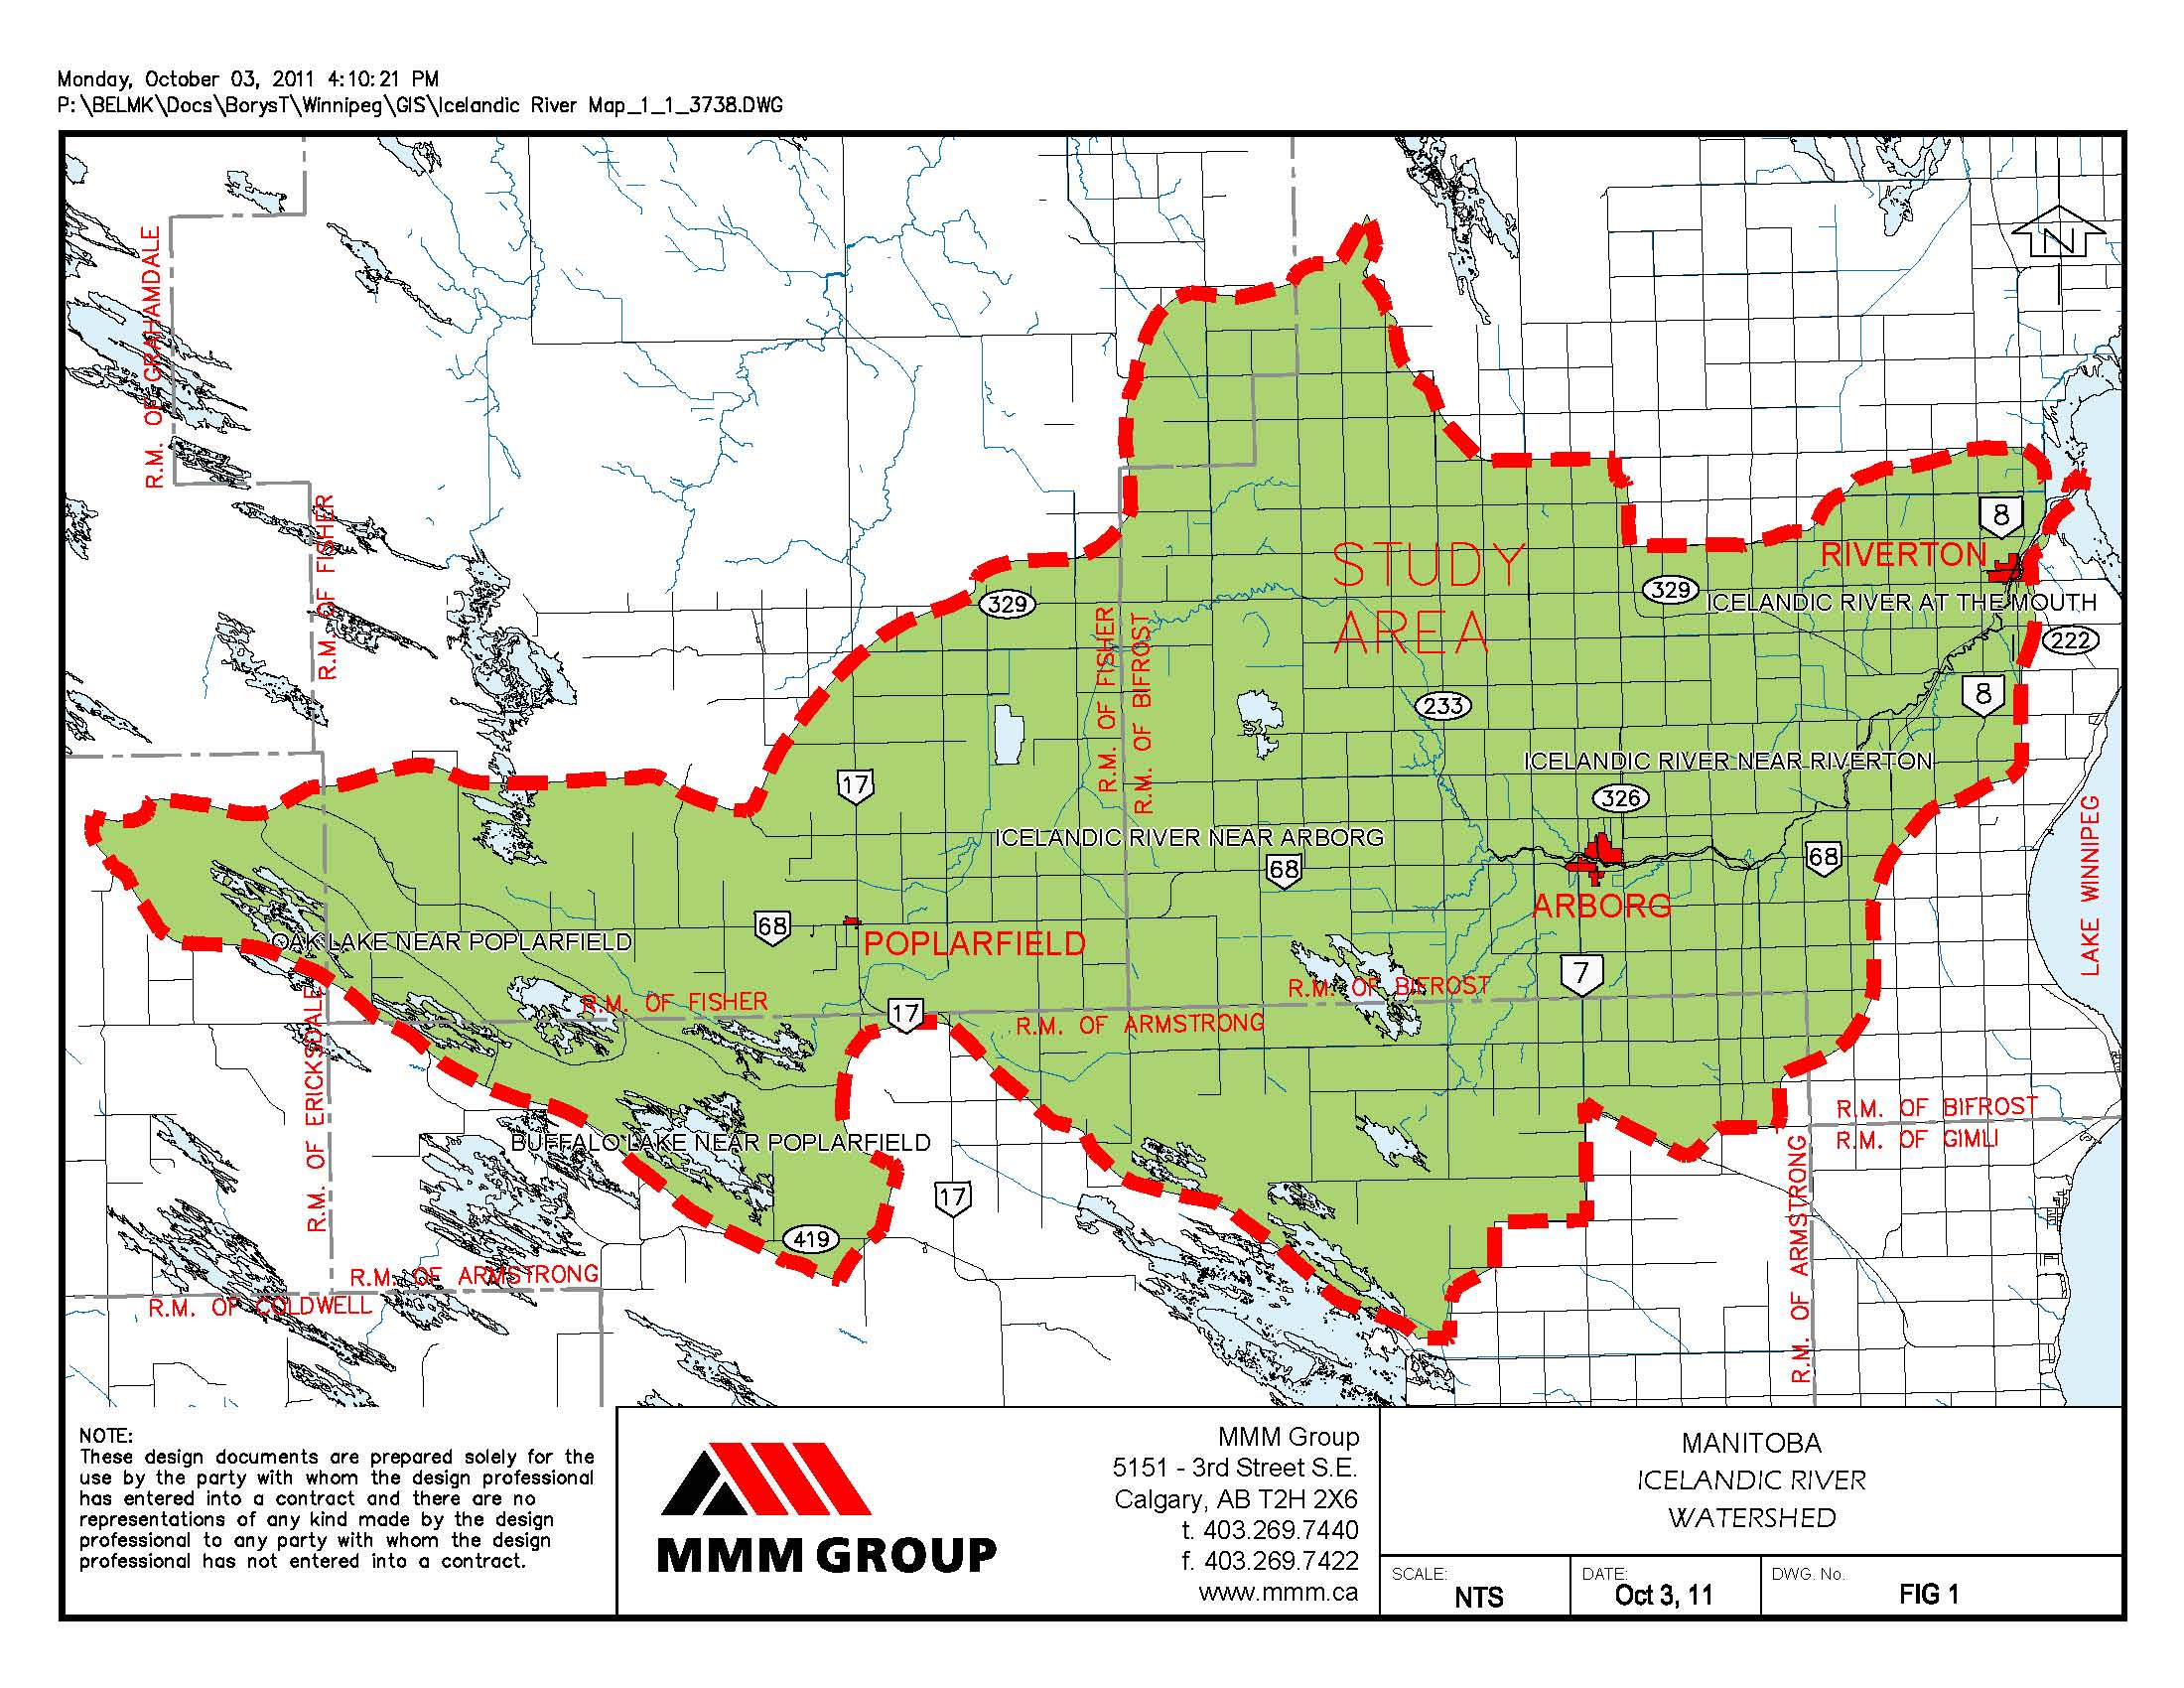 Monday, October 03, 2011 4:10:21 PM
P:\BELMK\Docs\BorysT\Winnipeg\GIS\Icelandic River Map_1_1_3738.DWG
N
R.M. OF GRAHAMDALE
R.M. OF FISHER
STUDY
AREA
8
RIVERTON
329
329
ICELANDIC RIVER AT THE MOUTH
222
R.M. OF FISHER
R.M. OF BIFROST
233
8
ICELANDIC RIVER NEAR RIVERTON
17
326
ICELANDIC RIVER NEAR ARBORG
68
68
LAKE WINNIPEG
ARBORG
68
POPLARFIELD
OAK LAKE NEAR POPLARFIELD
7
R.M. OF BIFROST
R.M. OF FISHER
17
R.M. OF ARMSTRONG
R.M. OF ERICKSDALE
R.M. OF BIFROST
R.M. OF GIMLI
BUFFALO LAKE NEAR POPLARFIELD
17
419
R.M. OF ARMSTRONG
R.M. OF ARMSTRONG
R.M. OF COLDWELL
NOTE:
These design documents are prepared solely for the
use by the party with whom the design professional
has entered into a contract and there are no
representations of any kind made by the design
professional to any party with whom the design
professional has not entered into a contract.
MMM GROUP
MMM Group
5151 - 3rd Street S.E.
Calgary, AB T2H 2X6
t. 403.269.7440
f. 403.269.7422
www.mmm.ca
MANITOBA
ICELANDIC RIVER
WATERSHED
SCALE: NTS
DATE: Oct 3, 11
DWG. No. FIG 1